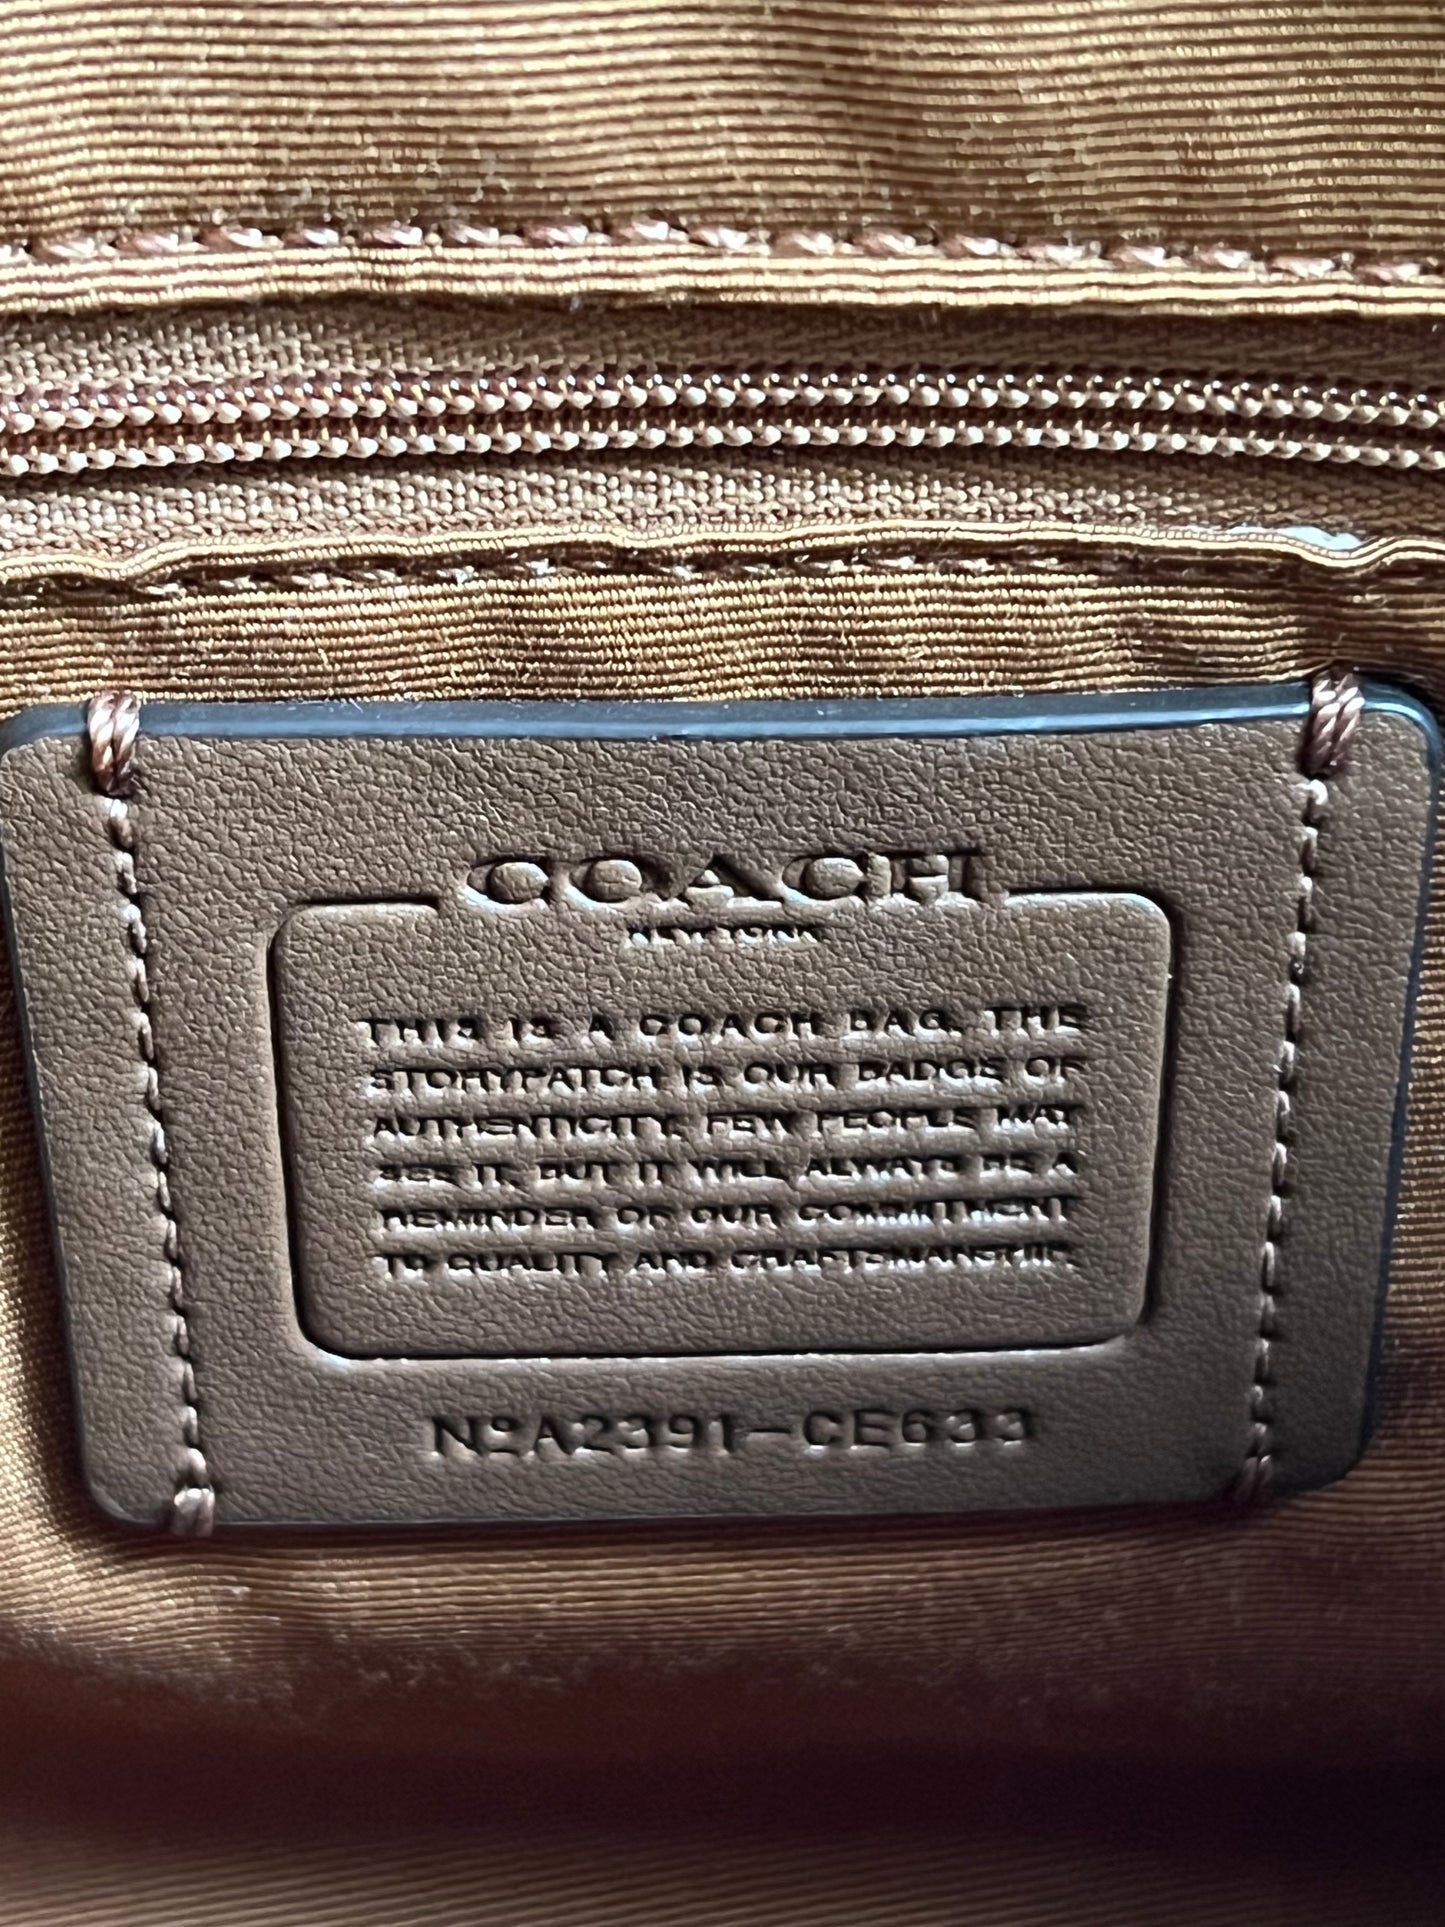 COACH
NEW YORK
THIS IS A COACH BAG. THE
STORYPATCH IS OUR BADGE OF
AUTHENTICITY. FEW PEOPLE MAY
SEE IT, BUT IT WILL ALWAYS BE A
REMINDER OF OUR COMMITMENT
TO QUALITY AND CRAFTSMANSHIP.
NºA2391-CE633